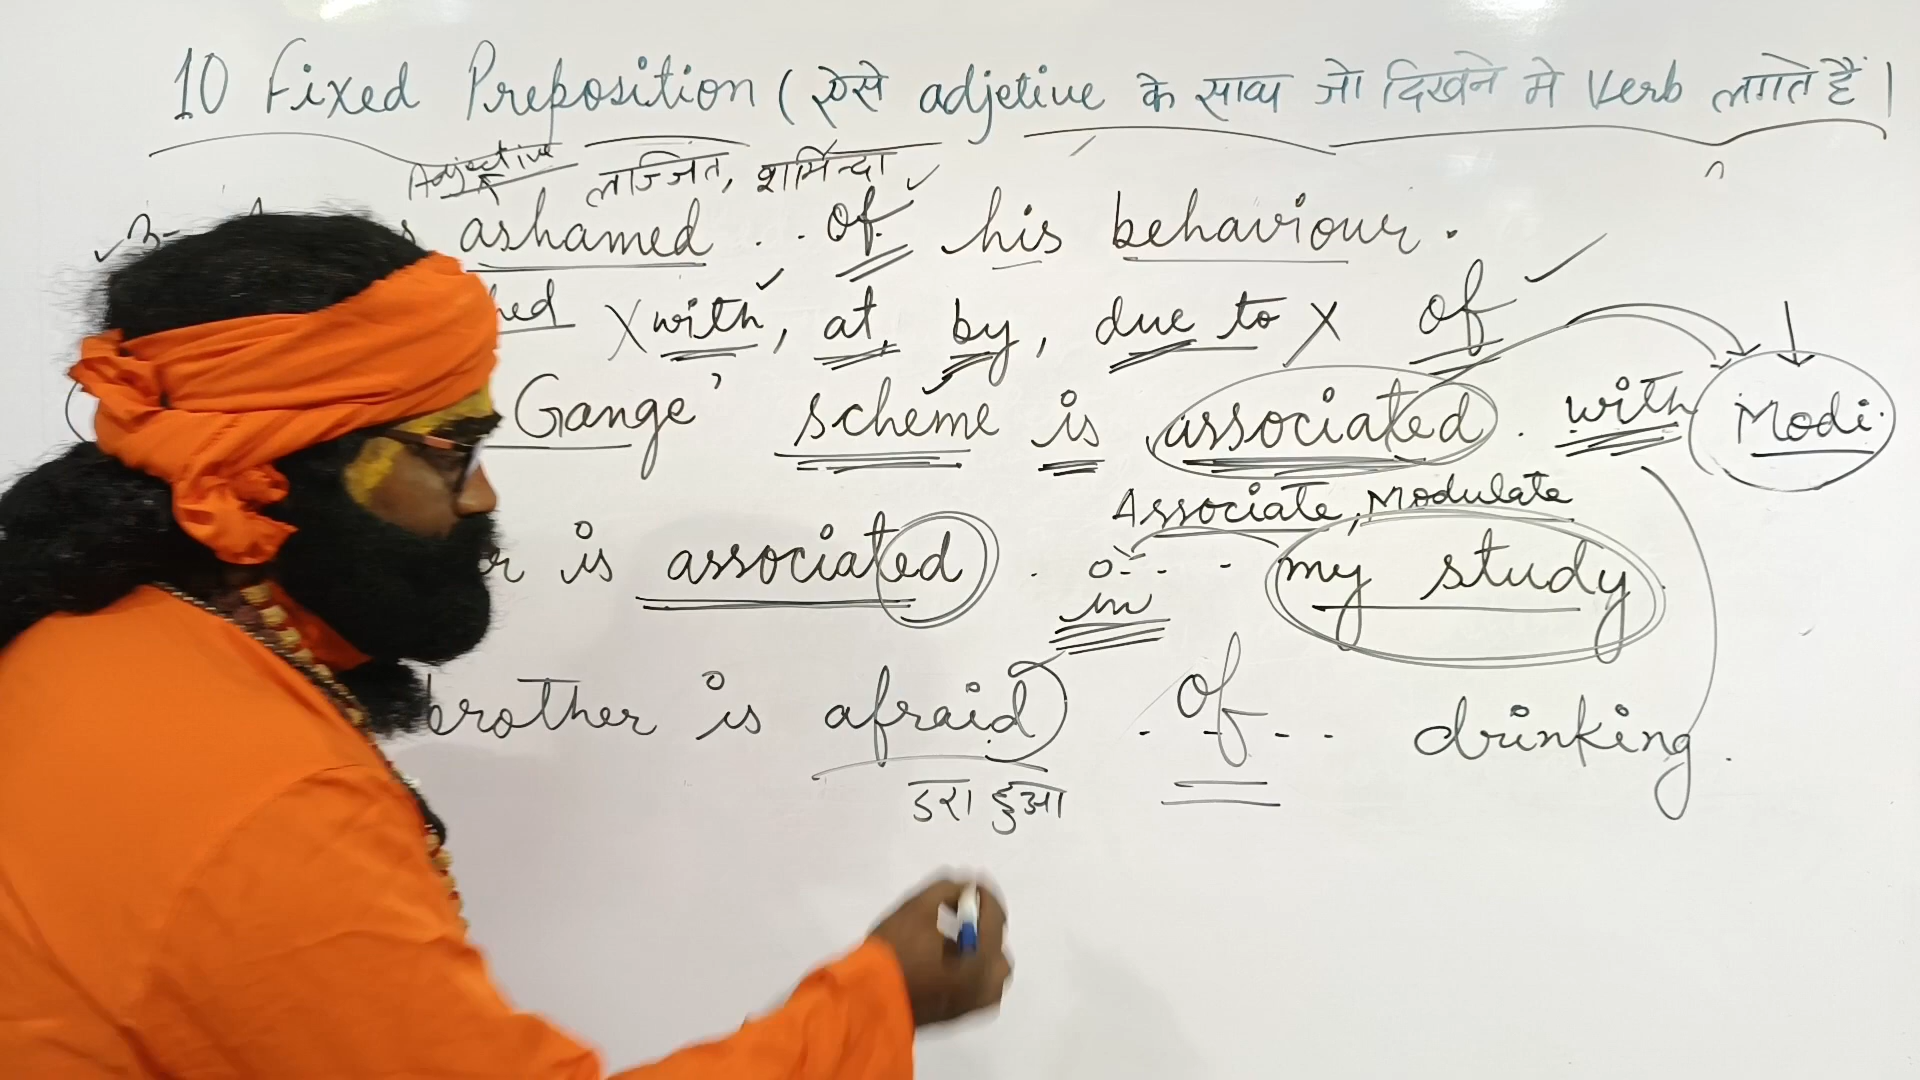 10 Fixed Preposition ( ऐसे adjetive के साथ जो दिखने मे Verb लगते हैं।
Adjective लज्जित, शर्मिन्दा
3- ashamed . . of his behaviour.
X with, at, by, due to X of
Gange' scheme is associated . with Modi.
Associate, Modulate
is associated . o - - - my study.
in
brother is afraid . of . . drinking.
डरा हुआ